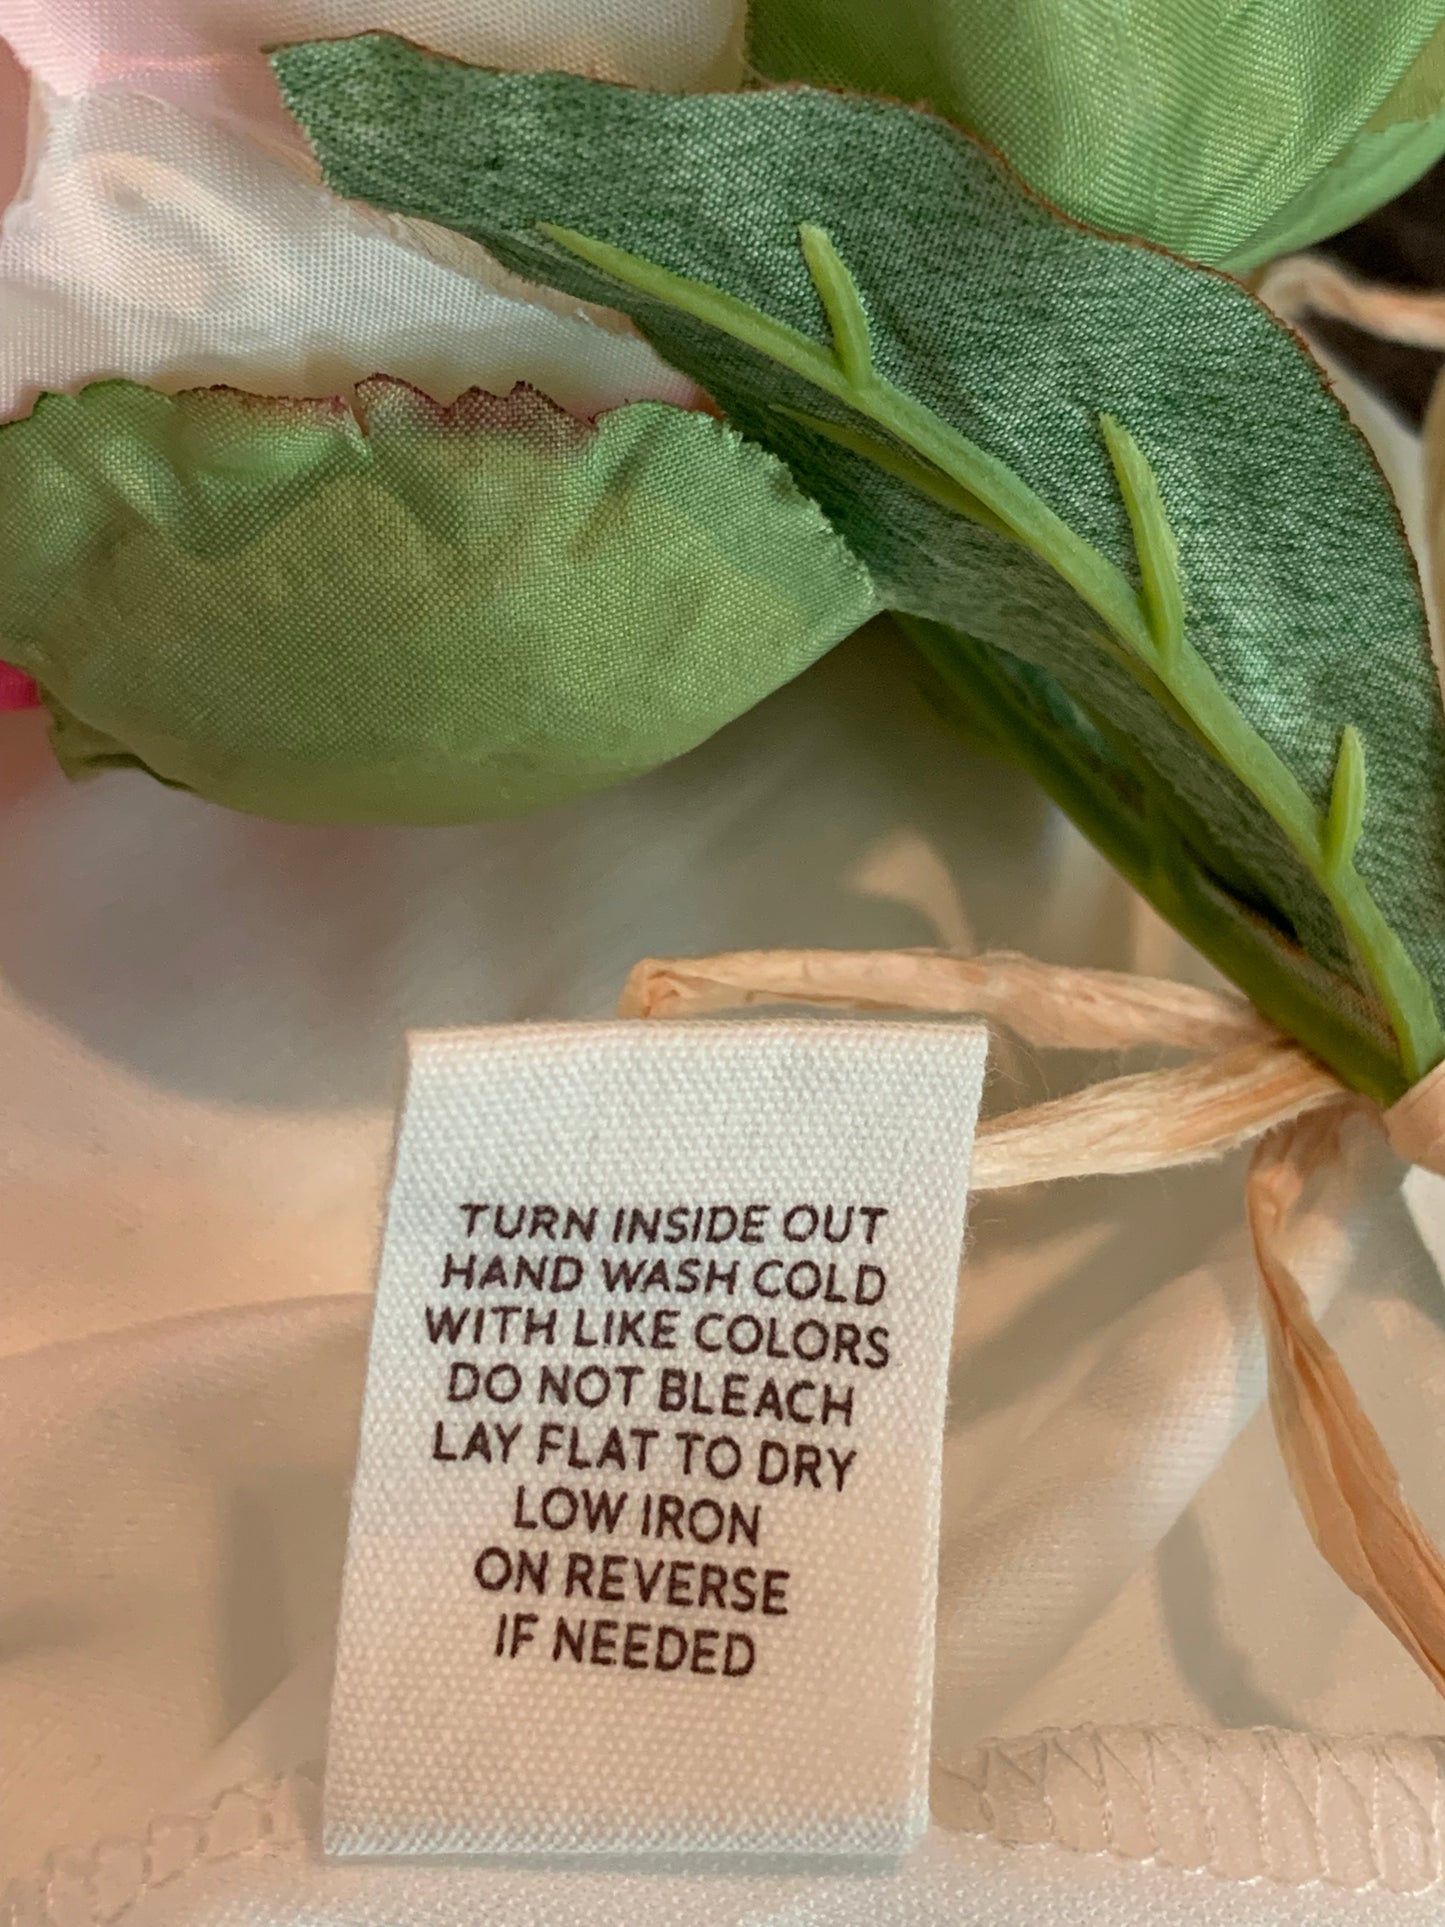 TURN INSIDE OUT
HAND WASH COLD
WITH LIKE COLORS
DO NOT BLEACH
LAY FLAT TO DRY
LOW IRON
ON REVERSE
IF NEEDED